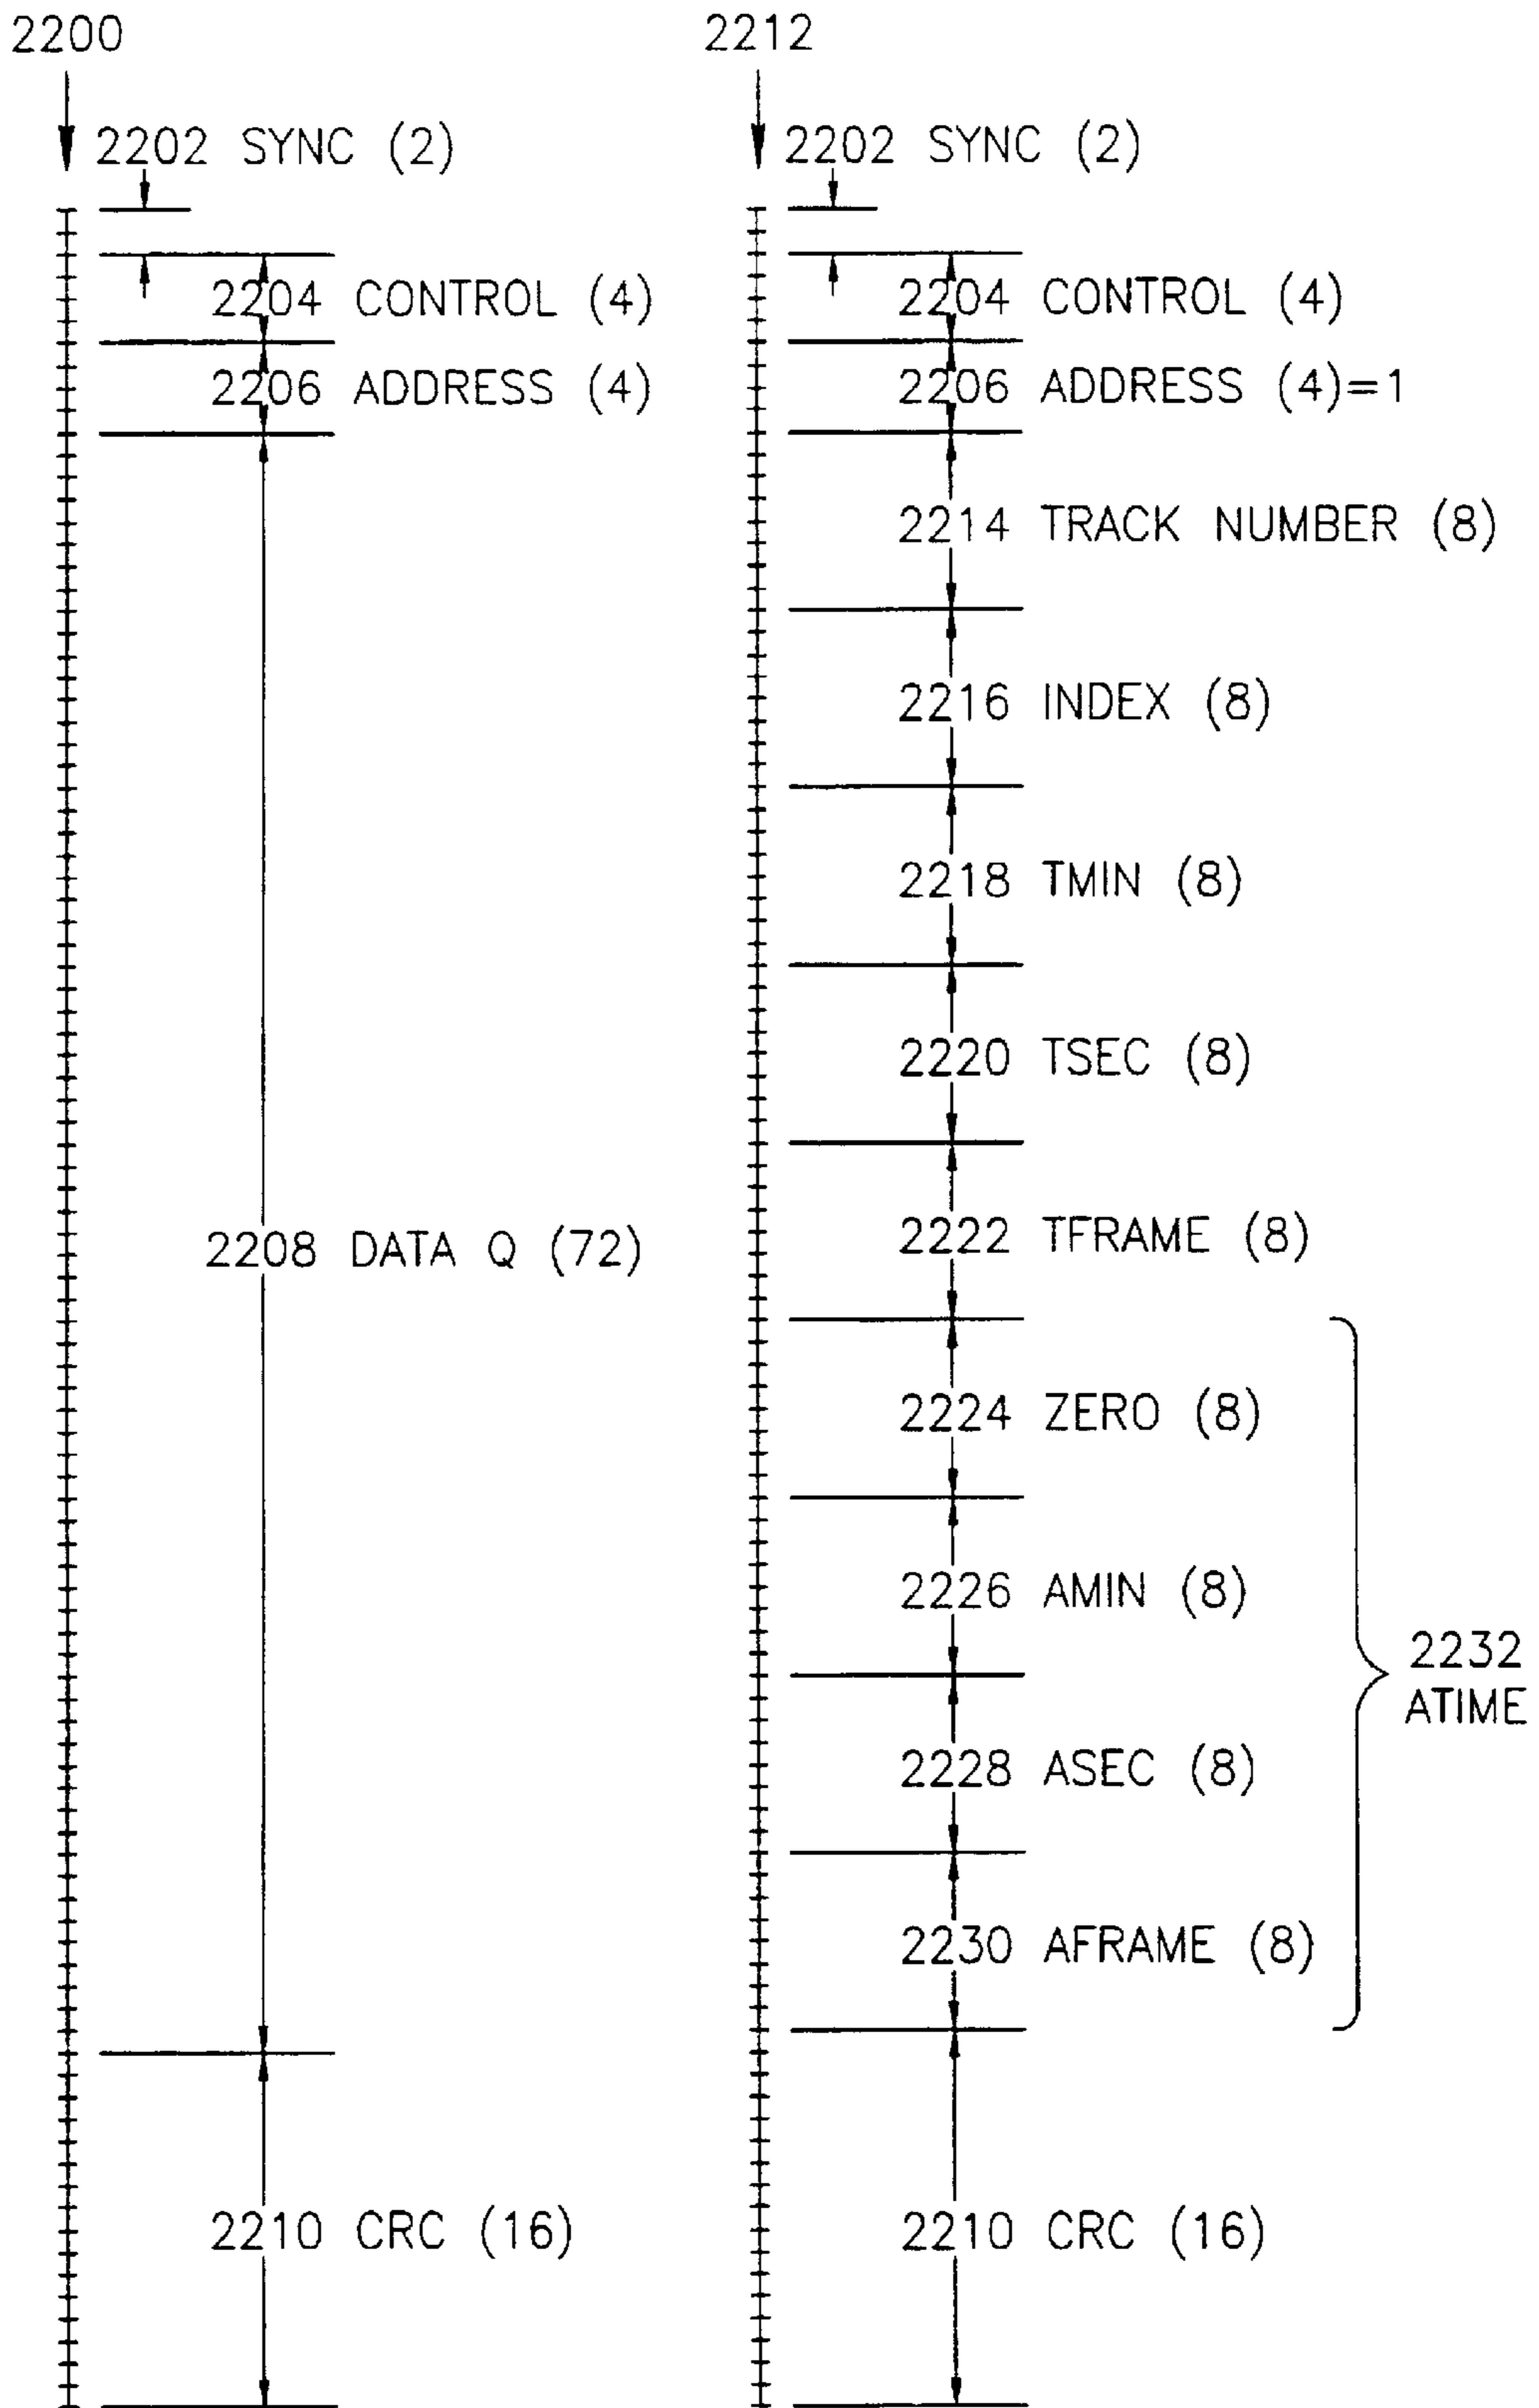 2200
2202 SYNC (2)
2204 CONTROL (4)
2206 ADDRESS (4)
2208 DATA Q (72)
2210 CRC (16)
2212
2202 SYNC (2)
2204 CONTROL (4)
2206 ADDRESS (4)=1
2214 TRACK NUMBER (8)
2216 INDEX (8)
2218 TMIN (8)
2220 TSEC (8)
2222 TFRAME (8)
2224 ZERO (8)
2226 AMIN (8)
2228 ASEC (8)
2230 AFRAME (8)
2232
ATIME
2210 CRC (16)